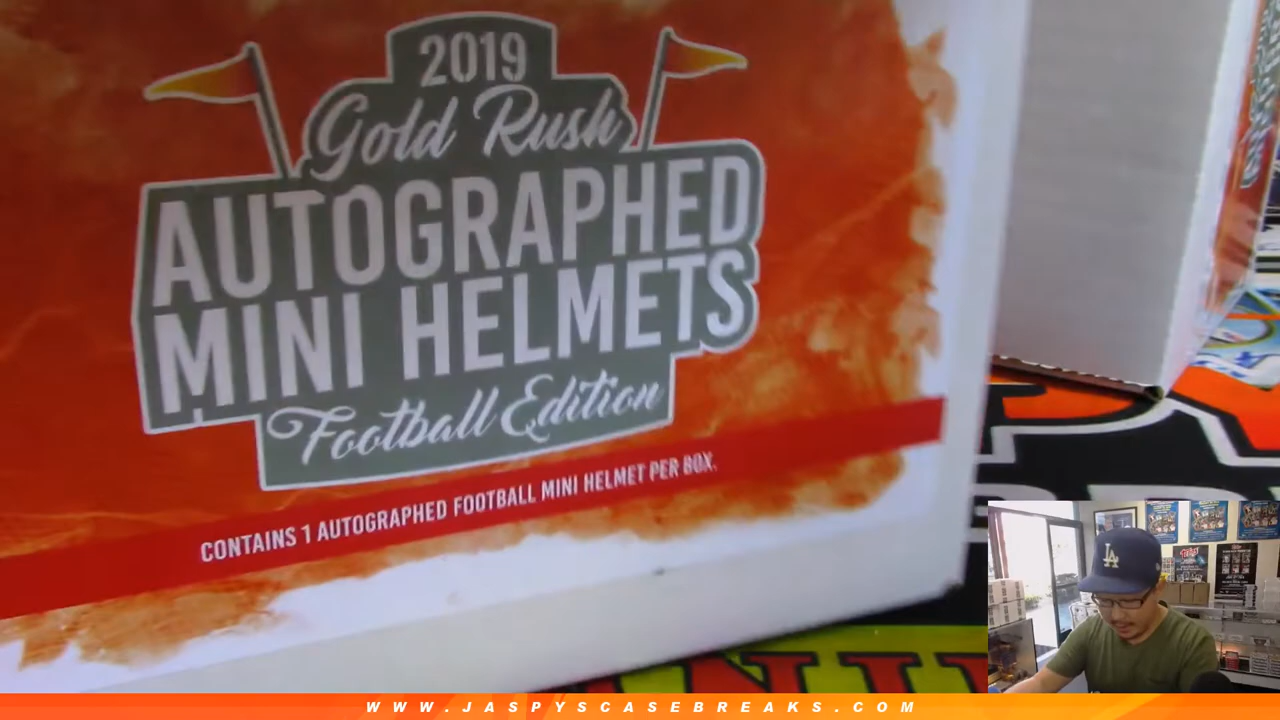 2019
Gold Rush
AUTOGRAPHED
MINI HELMETS
Football Edition
CONTAINS 1 AUTOGRAPHED FOOTBALL MINI HELMET PER BOX.
LA
WWW.JASPYSCASEBREAKS.COM